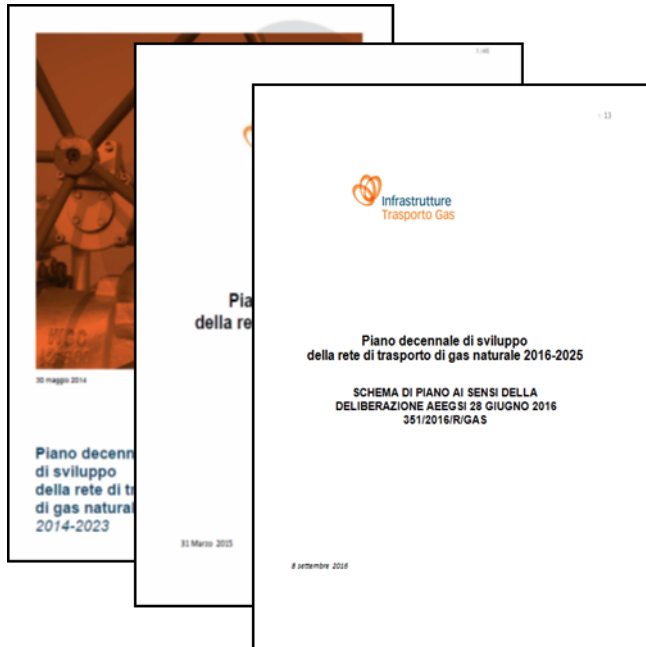 30 maggio 2014
Piano decenn
di sviluppo
della rete di tr
di gas natural
2014-2023
Pia
della re
31 Marzo 2015
13
Infrastrutture
Trasporto Gas
Piano decennale di sviluppo
della rete di trasporto di gas naturale 2016-2025
SCHEMA DI PIANO AI SENSI DELLA
DELIBERAZIONE AEEGSI 28 GIUGNO 2016
351/2016/R/GAS
8 settembre 2016